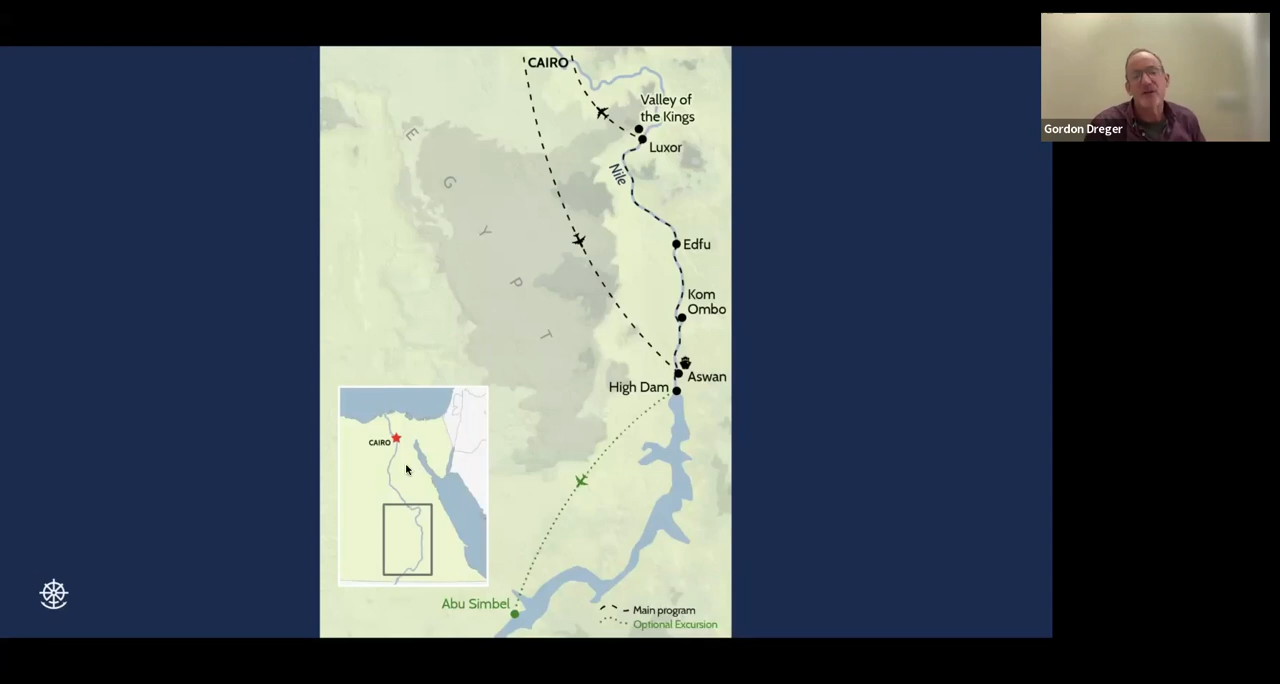 CAIRO
Valley of
the Kings
Luxor
Nile
E G Y P T
Edfu
Kom
Ombo
Aswan
High Dam
CAIRO
Abu Simbel
Main program
Optional Excursion
Gordon Dreger